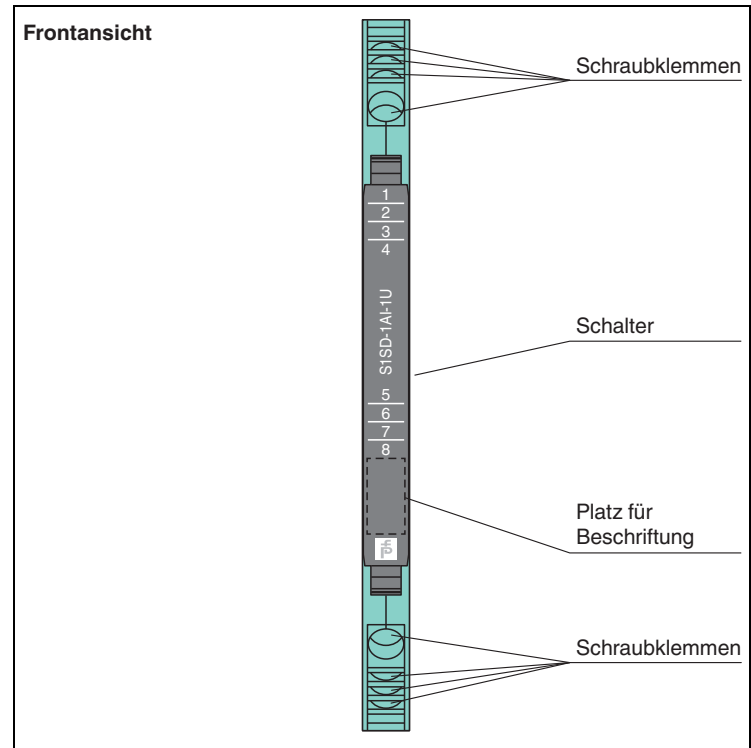 Frontansicht
Schraubklemmen
1
2
3
4
S1SD-1AI-1U
Schalter
5
6
7
8
Platz für
Beschriftung
Schraubklemmen